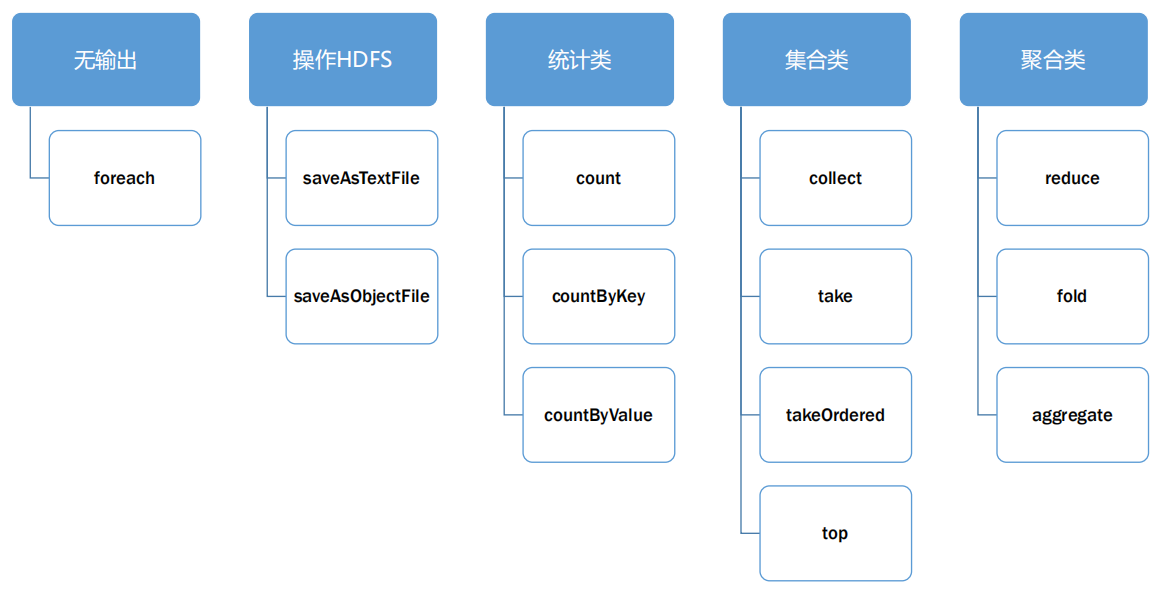 无输出
foreach
操作HDFS
saveAsTextFile
saveAsObjectFile
统计类
count
countByKey
countByValue
集合类
collect
take
takeOrdered
top
聚合类
reduce
fold
aggregate